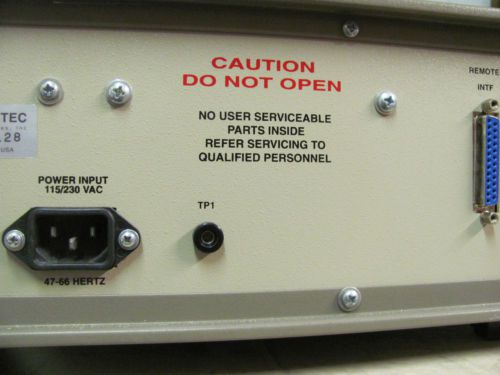 CAUTION
DO NOT OPEN
NO USER SERVICEABLE
PARTS INSIDE
REFER SERVICING TO
QUALIFIED PERSONNEL
REMOTE
INTF
TEC
.28
USA
POWER INPUT
115/230 VAC
47-66 HERTZ
TP1